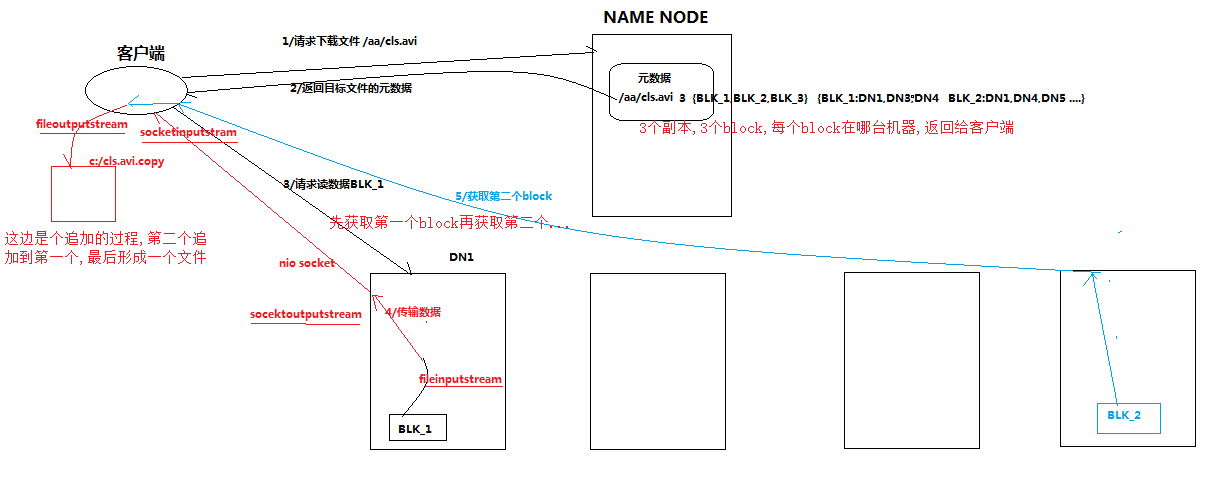 NAME NODE
1/请求下载文件 /aa/cls.avi
客户端
元数据
2/返回目标文件的元数据
/aa/cls.avi 3 {BLK_1,BLK_2,BLK_3} {BLK_1:DN1,DN3,DN4 BLK_2:DN1,DN4,DN5 ....}
3个副本,3个block,每个block在哪台机器,返回给客户端
fileoutputstream
socketinputstram
c:/cls.avi.copy
3/请求读数据BLK_1
5/获取第二个block
先获取第一个block再获取第二个...
这边是个追加的过程,第二个追
加到第一个,最后形成一个文件
DN1
nio socket
socektoutputstream
4/传输数据
fileinputstream
BLK_1
BLK_2